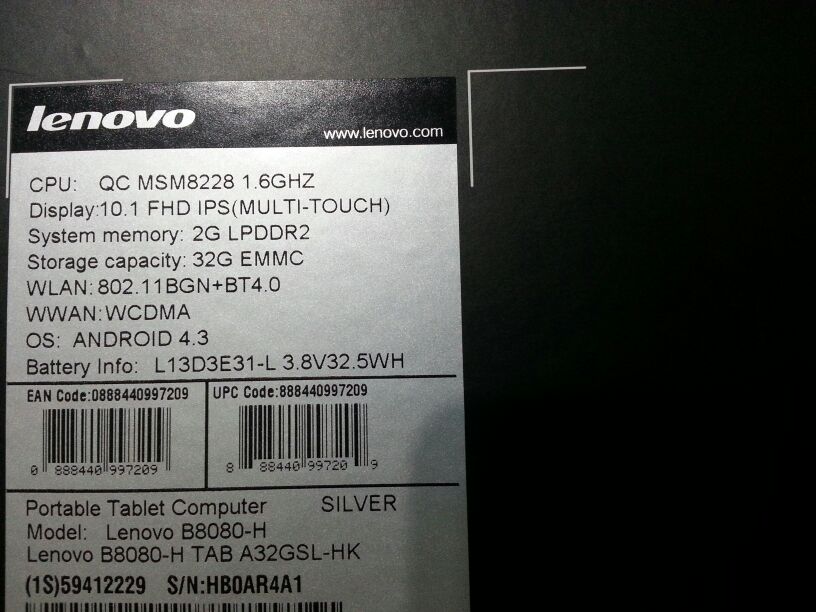 lenovo
www.lenovo.com
CPU: QC MSM8228 1.6GHZ
Display:10.1 FHD IPS(MULTI-TOUCH)
System memory: 2G LPDDR2
Storage capacity: 32G EMMC
WLAN:802.11BGN+BT4.0
WWAN:WCDMA
OS: ANDROID 4.3
Battery Info: L13D3E31-L 3.8V32.5WH
EAN Code:0888440997209
0 888440 997209
UPC Code:888440997209
8 88440 99720 9
Portable Tablet Computer SILVER
Model: Lenovo B8080-H
Lenovo B8080-H TAB A32GSL-HK
(1S)59412229 S/N:HB0AR4A1